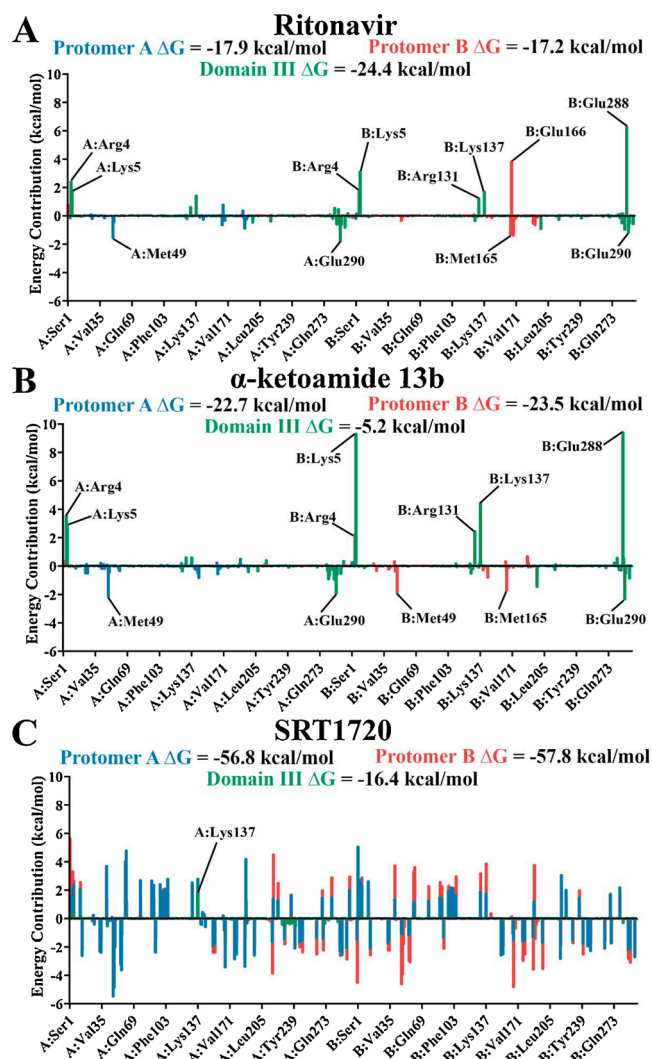 A
Ritonavir
Protomer A ΔG = -17.9 kcal/mol
Protomer B ΔG = -17.2 kcal/mol
Domain III ΔG = -24.4 kcal/mol
Energy Contribution (kcal/mol)
10
8
6
4
2
0
-2
-4
-6
A:Arg4
A:Lys5
A:Met49
B:Arg4
B:Lys5
A:Glu290
B:Arg131
B:Lys137
B:Glu166
B:Met165
B:Glu288
B:Glu290
A:Ser1
A:Val35
A:Gln69
A:Phe103
A:Lys137
A:Val171
A:Leu205
A:Tyr239
A:Gln273
B:Ser1
B:Val35
B:Gln69
B:Phe103
B:Lys137
B:Val171
B:Leu205
B:Tyr239
B:Gln273
B
α-ketoamide 13b
Protomer A ΔG = -22.7 kcal/mol
Protomer B ΔG = -23.5 kcal/mol
Domain III ΔG = -5.2 kcal/mol
Energy Contribution (kcal/mol)
10
8
6
4
2
0
-2
-4
-6
A:Arg4
A:Lys5
A:Met49
B:Lys5
B:Arg4
A:Glu290
B:Met49
B:Arg131
B:Lys137
B:Met165
B:Glu288
B:Glu290
A:Ser1
A:Val35
A:Gln69
A:Phe103
A:Lys137
A:Val171
A:Leu205
A:Tyr239
A:Gln273
B:Ser1
B:Val35
B:Gln69
B:Phe103
B:Lys137
B:Val171
B:Leu205
B:Tyr239
B:Gln273
C
SRT1720
Protomer A ΔG = -56.8 kcal/mol
Protomer B ΔG = -57.8 kcal/mol
Domain III ΔG = -16.4 kcal/mol
Energy Contribution (kcal/mol)
10
8
6
4
2
0
-2
-4
-6
A:Lys137
A:Ser1
A:Val35
A:Gln69
A:Phe103
A:Lys137
A:Val171
A:Leu205
A:Tyr239
A:Gln273
B:Ser1
B:Val35
B:Gln69
B:Phe103
B:Lys137
B:Val171
B:Leu205
B:Tyr239
B:Gln273